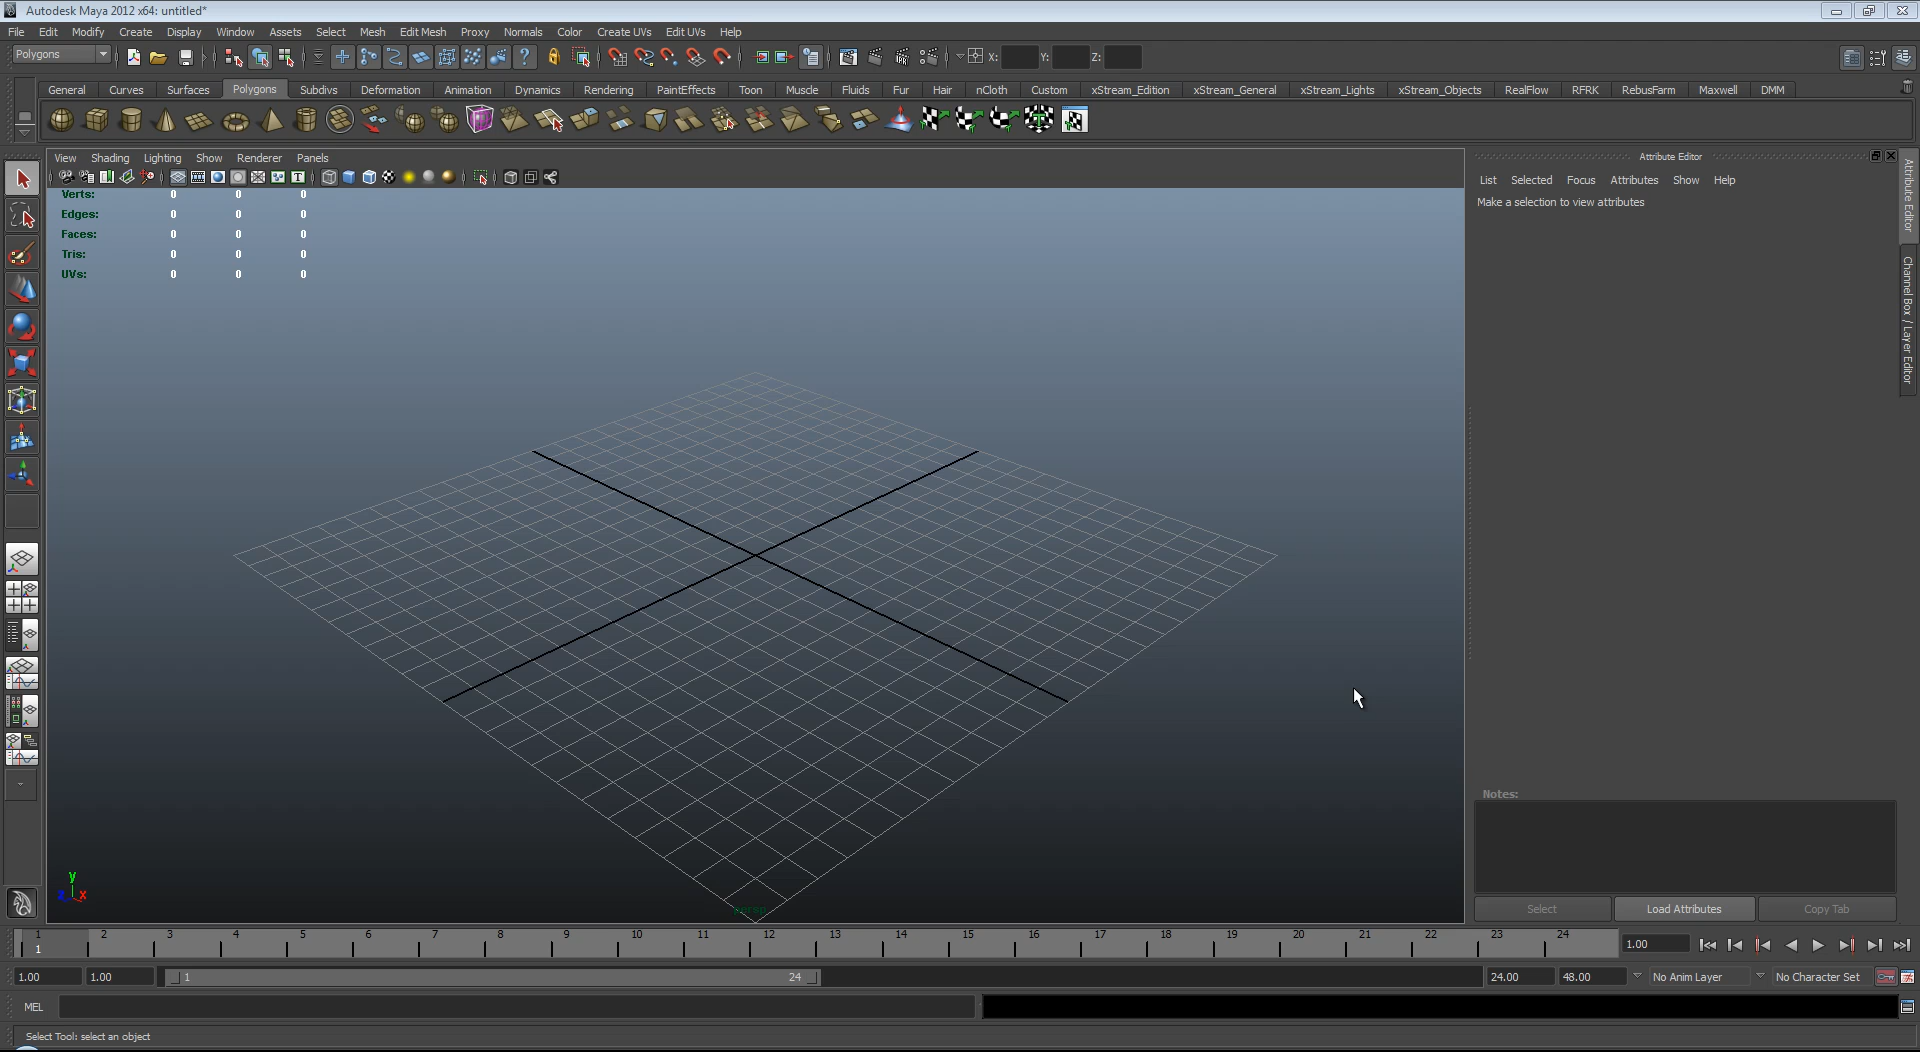 Autodesk Maya 2012 x64: untitled*
File Edit Modify Create Display Window Assets Select Mesh Edit Mesh Proxy Normals Color Create UVs Edit UVs Help
Polygons X: Y: Z:
General Curves Surfaces Polygons Subdivs Deformation Animation Dynamics Rendering PaintEffects Toon Muscle Fluids Fur Hair nCloth Custom xStream_Edition xStream_General xStream_Lights xStream_Objects RealFlow RFRK RebusFarm Maxwell DMM
View Shading Lighting Show Renderer Panels
Verts: 0 0 0
Edges: 0 0 0
Faces: 0 0 0
Tris: 0 0 0
UVs: 0 0 0
y
z x
persp
Attribute Editor
List Selected Focus Attributes Show Help
Make a selection to view attributes
Notes:
Select Load Attributes Copy Tab
Attribute Editor
Channel Box / Layer Editor
1 2 3 4 5 6 7 8 9 10 11 12 13 14 15 16 17 18 19 20 21 22 23 24
1 1.00
1.00 1.00 1 24 24.00 48.00 No Anim Layer No Character Set
MEL
Select Tool: select an object